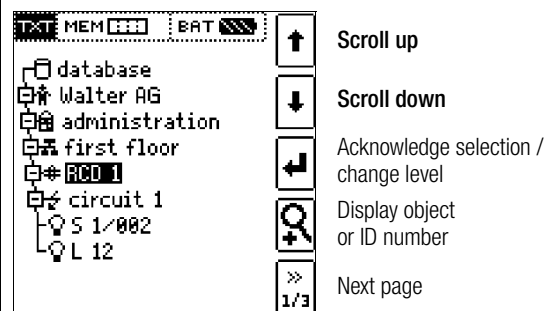 TXT MEM BAT
database
Walter AG
administration
first floor
RCD 1
circuit 1
S 1/002
L 12
Scroll up
Scroll down
Acknowledge selection /
change level
Display object
or ID number
»
1/3
Next page